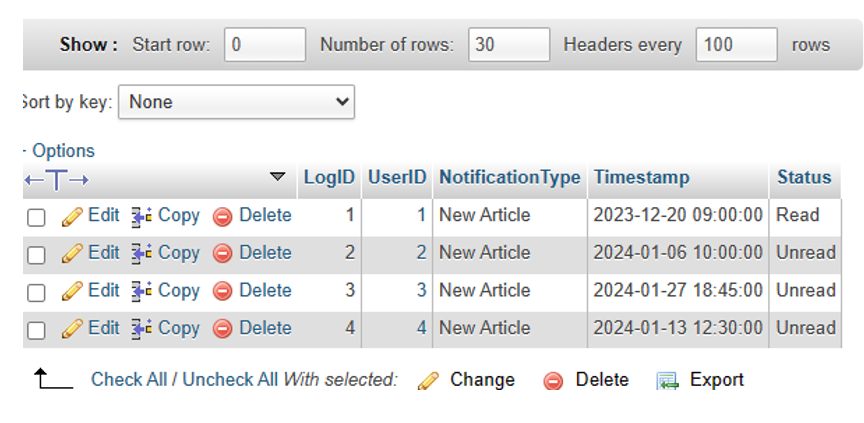 Show : Start row: 0 Number of rows: 30 Headers every 100 rows
Sort by key: None
Options
LogID UserID NotificationType Timestamp Status
Edit Copy Delete 1 1 New Article 2023-12-20 09:00:00 Read
Edit Copy Delete 2 2 New Article 2024-01-06 10:00:00 Unread
Edit Copy Delete 3 3 New Article 2024-01-27 18:45:00 Unread
Edit Copy Delete 4 4 New Article 2024-01-13 12:30:00 Unread
Check All / Uncheck All With selected: Change Delete Export